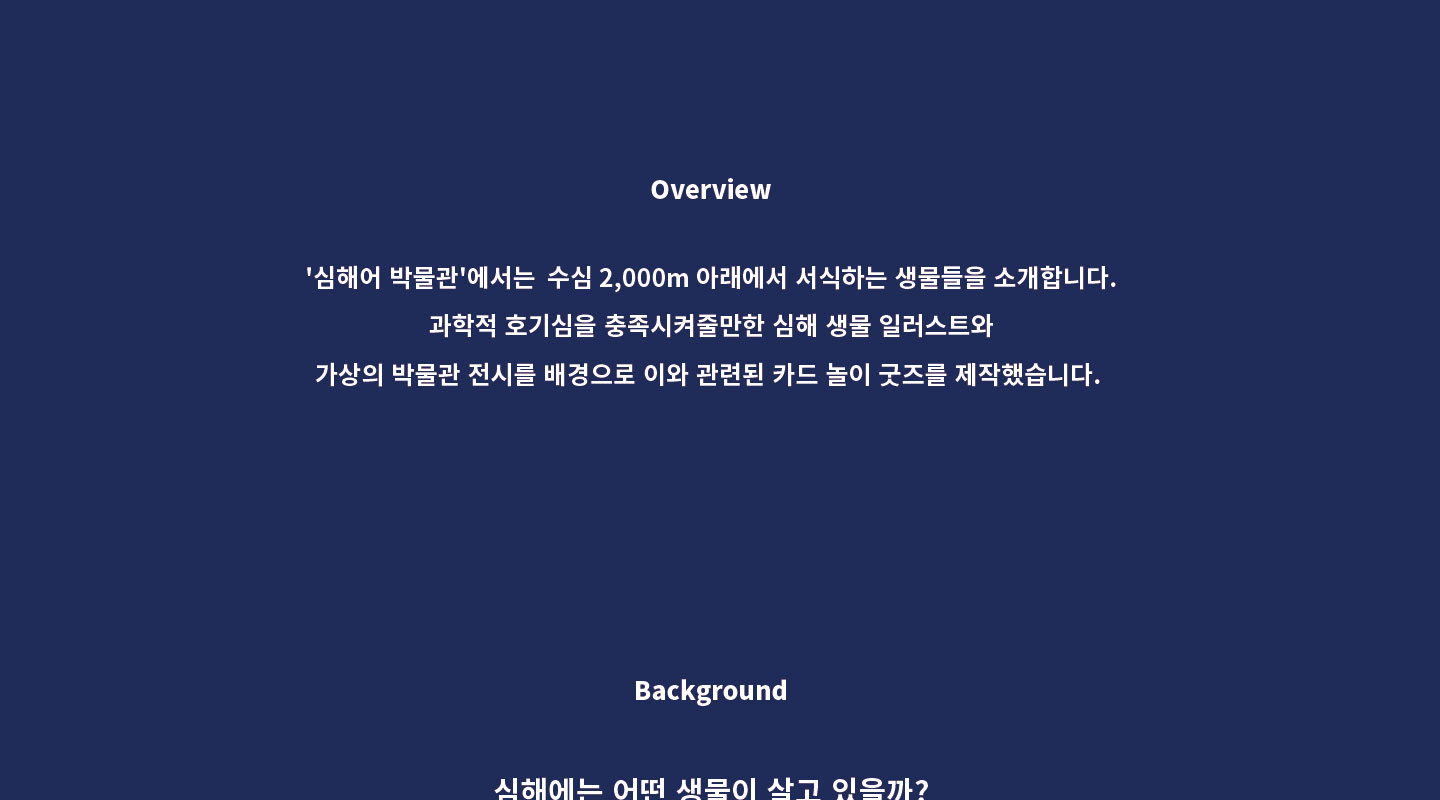 Overview
'심해어 박물관'에서는  수심 2,000m 아래에서 서식하는 생물들을 소개합니다.
과학적 호기심을 충족시켜줄만한 심해 생물 일러스트와
가상의 박물관 전시를 배경으로 이와 관련된 카드 놀이 굿즈를 제작했습니다.
Background
심해에는 어떤 생물이 살고 있을까?